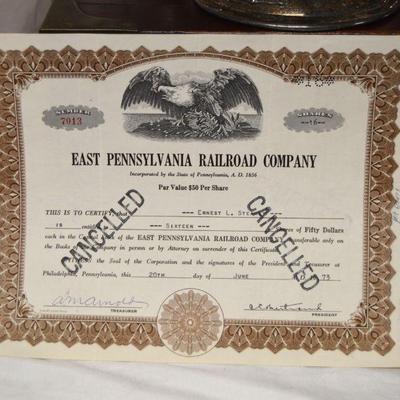 NUMBER
7013
SHARES
16
EAST PENNSYLVANIA RAILROAD COMPANY
Incorporated by the State of Pennsylvania, A. D. 1856
Par Value $50 Per Share
THIS IS TO CERTIFY, that ERNEST L.
is SIXTEEN of Fifty Dollars
each in the Capital of the EAST PENNSYLVANIA RAILROAD COMPANY transferable only on
the Books Company in person or by Attorney on surrender of this Certificate.
the Seal of the Corporation and the signatures of the President and Treasurer at
Philadelphia, Pennsylvania, this 20TH day of JUNE 73
CANCELLED
CANCELLED
TREASURER
PRESIDENT